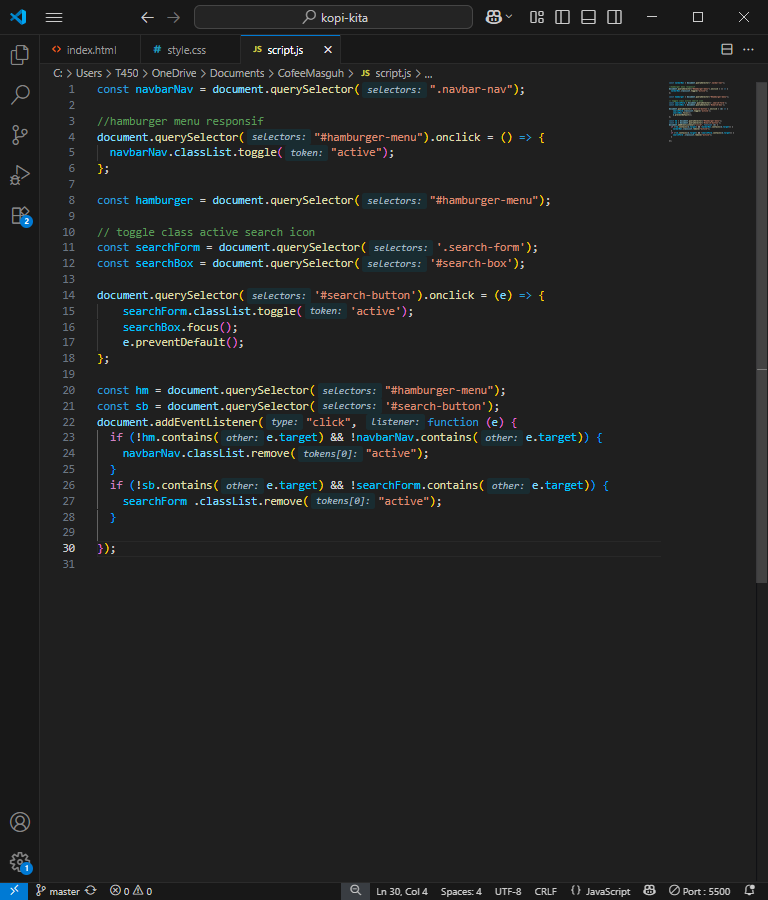 kopi-kita
index.html
# style.css
JS script.js
C: > Users > T450 > OneDrive > Documents > CofeeMasguh > JS script.js > ...
1 const navbarNav = document.querySelector( selectors: ".navbar-nav");
2
3 //hamburger menu responsif
4 document.querySelector( selectors: "#hamburger-menu").onclick = () => {
5 navbarNav.classList.toggle( token: "active");
6 };
7
8 const hamburger = document.querySelector( selectors: "#hamburger-menu");
9
10 // toggle class active search icon
11 const searchForm = document.querySelector( selectors: '.search-form');
12 const searchBox = document.querySelector( selectors: '#search-box');
13
14 document.querySelector( selectors: '#search-button').onclick = (e) => {
15 searchForm.classList.toggle( token: 'active');
16 searchBox.focus();
17 e.preventDefault();
18 };
19
20 const hm = document.querySelector( selectors: "#hamburger-menu");
21 const sb = document.querySelector( selectors: '#search-button');
22 document.addEventListener( type: "click", listener: function (e) {
23 if (!hm.contains( other: e.target) && !navbarNav.contains( other: e.target)) {
24 navbarNav.classList.remove( tokens[0]: "active");
25 }
26 if (!sb.contains( other: e.target) && !searchForm.contains( other: e.target)) {
27 searchForm .classList.remove( tokens[0]: "active");
28 }
29
30 });
31
2
1
master
0 0
Ln 30, Col 4
Spaces: 4
UTF-8
CRLF
{} JavaScript
Port : 5500